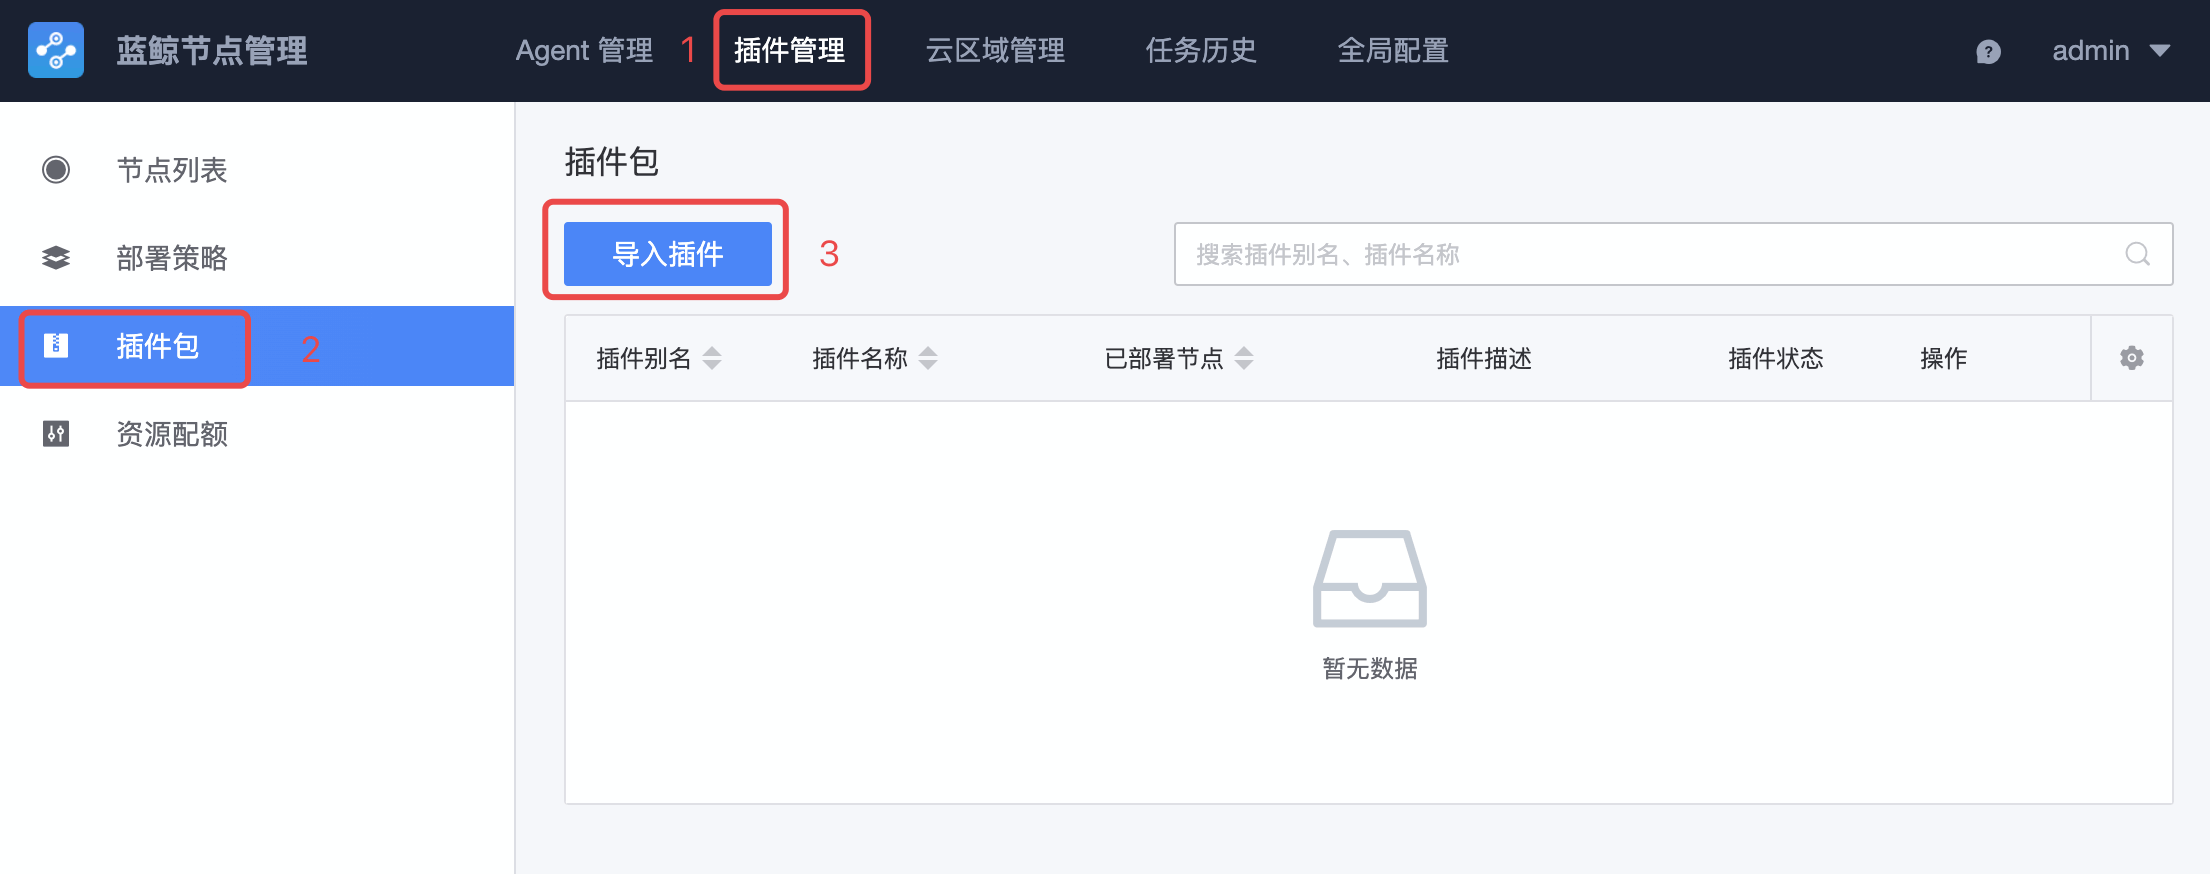 蓝鲸节点管理 Agent 管理 1 插件管理 云区域管理 任务历史 全局配置 ? admin
节点列表
部署策略
插件包 2
资源配额
插件包
导入插件 3 搜索插件别名、插件名称
插件别名 插件名称 已部署节点 插件描述 插件状态 操作
暂无数据